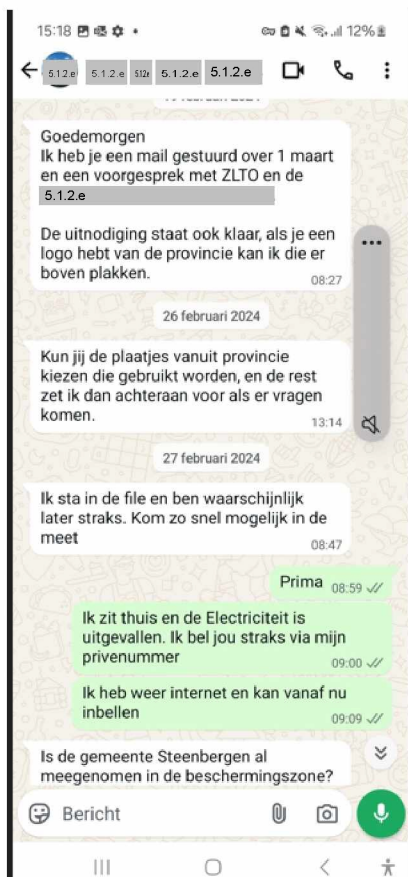 15:18
12%
5.1.2.e 5.1.2.e 5.1.2.e 5.1.2.e
Goedemorgen
Ik heb je een mail gestuurd over 1 maart
en een voorgesprek met ZLTO en de
5.1.2.e
De uitnodiging staat ook klaar, als je een
logo hebt van de provincie kan ik die er
boven plakken.
08:27
26 februari 2024
Kun jij de plaatjes vanuit provincie
kiezen die gebruikt worden, en de rest
zet ik dan achteraan voor als er vragen
komen.
13:14
27 februari 2024
Ik sta in de file en ben waarschijnlijk
later straks. Kom zo snel mogelijk in de
meet
08:47
Prima 08:59
Ik zit thuis en de Electriciteit is
uitgevallen. Ik bel jou straks via mijn
privenummer
09:00
Ik heb weer internet en kan vanaf nu
inbellen
09:09
Is de gemeente Steenbergen al
meegenomen in de beschermingszone?
Bericht